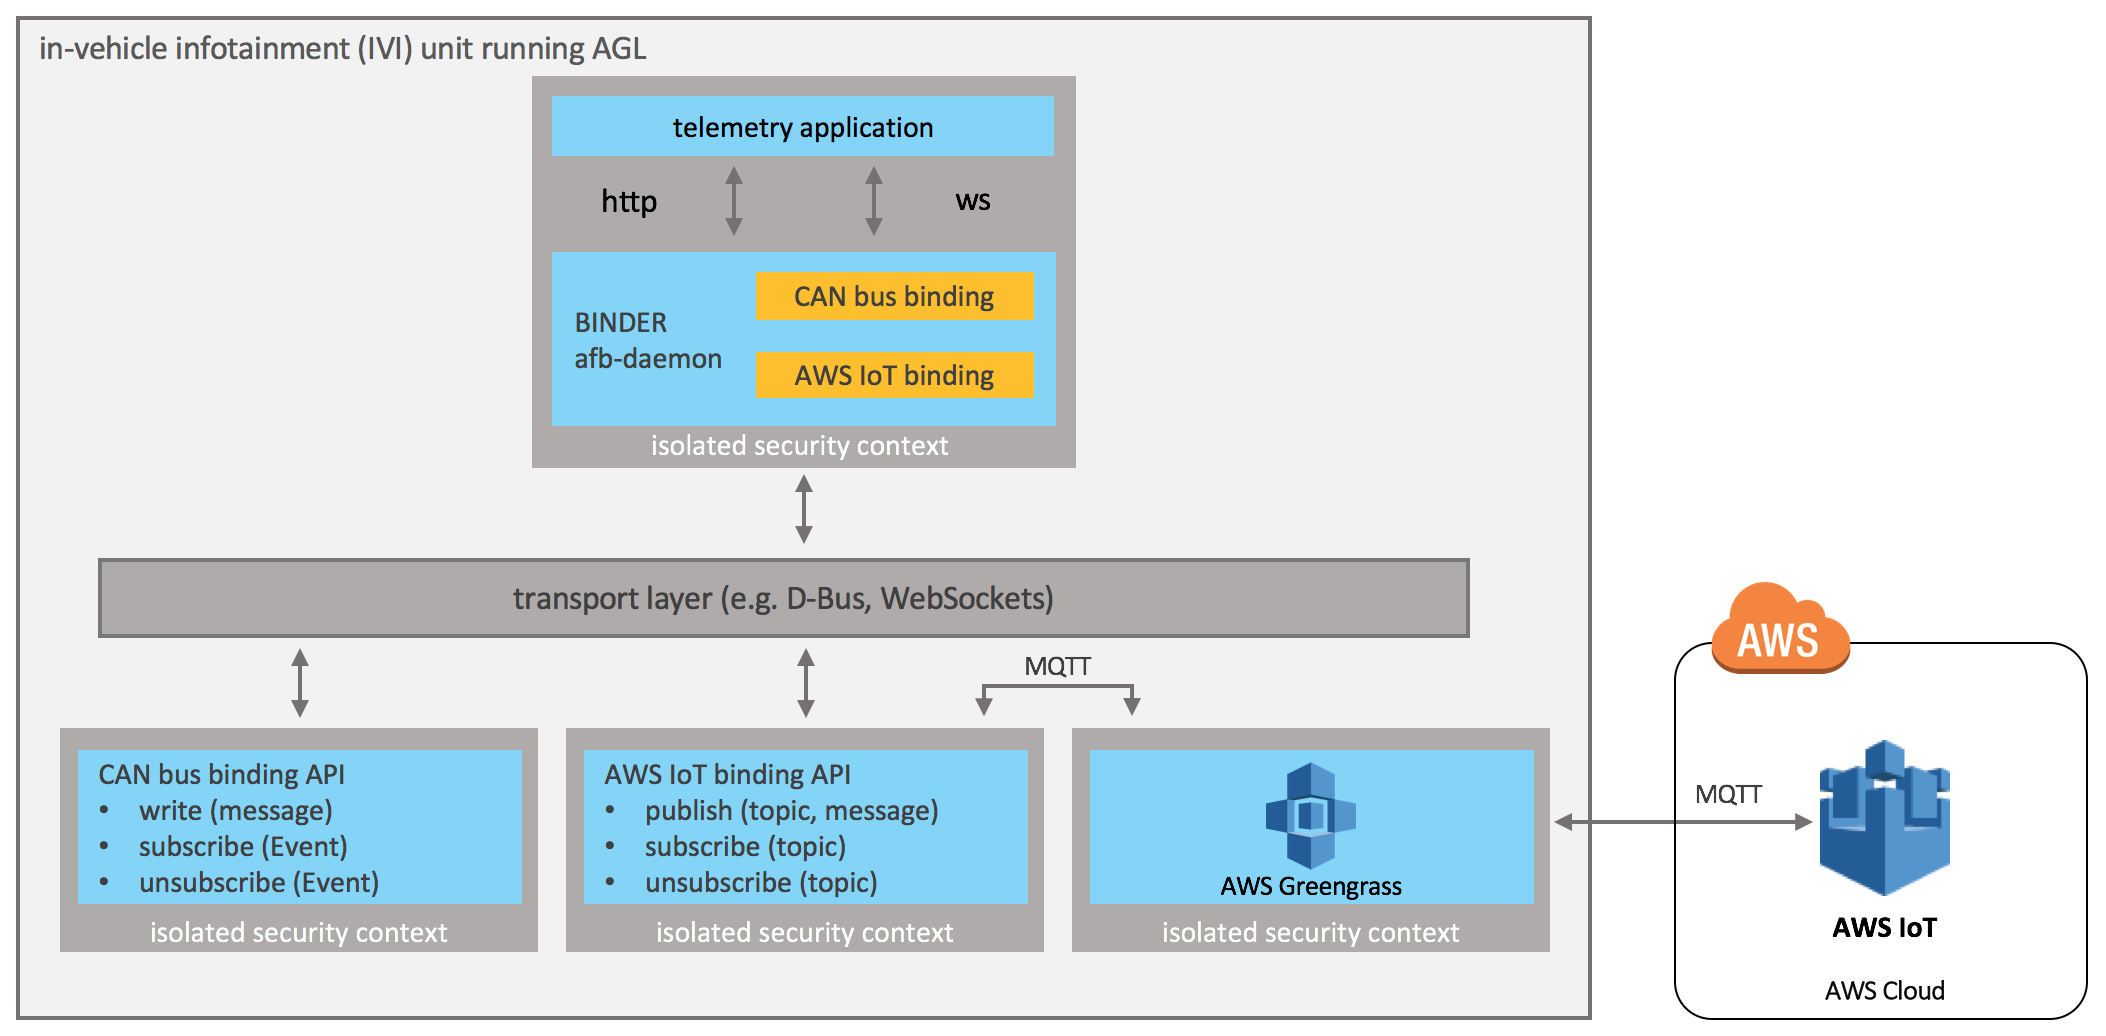 in-vehicle infotainment (IVI) unit running AGL
telemetry application
http
ws
BINDER
afb-daemon
CAN bus binding
AWS IoT binding
isolated security context
transport layer (e.g. D-Bus, WebSockets)
MQTT
CAN bus binding API
• write (message)
• subscribe (Event)
• unsubscribe (Event)
isolated security context
AWS IoT binding API
• publish (topic, message)
• subscribe (topic)
• unsubscribe (topic)
isolated security context
AWS Greengrass
isolated security context
AWS
MQTT
AWS IoT
AWS Cloud